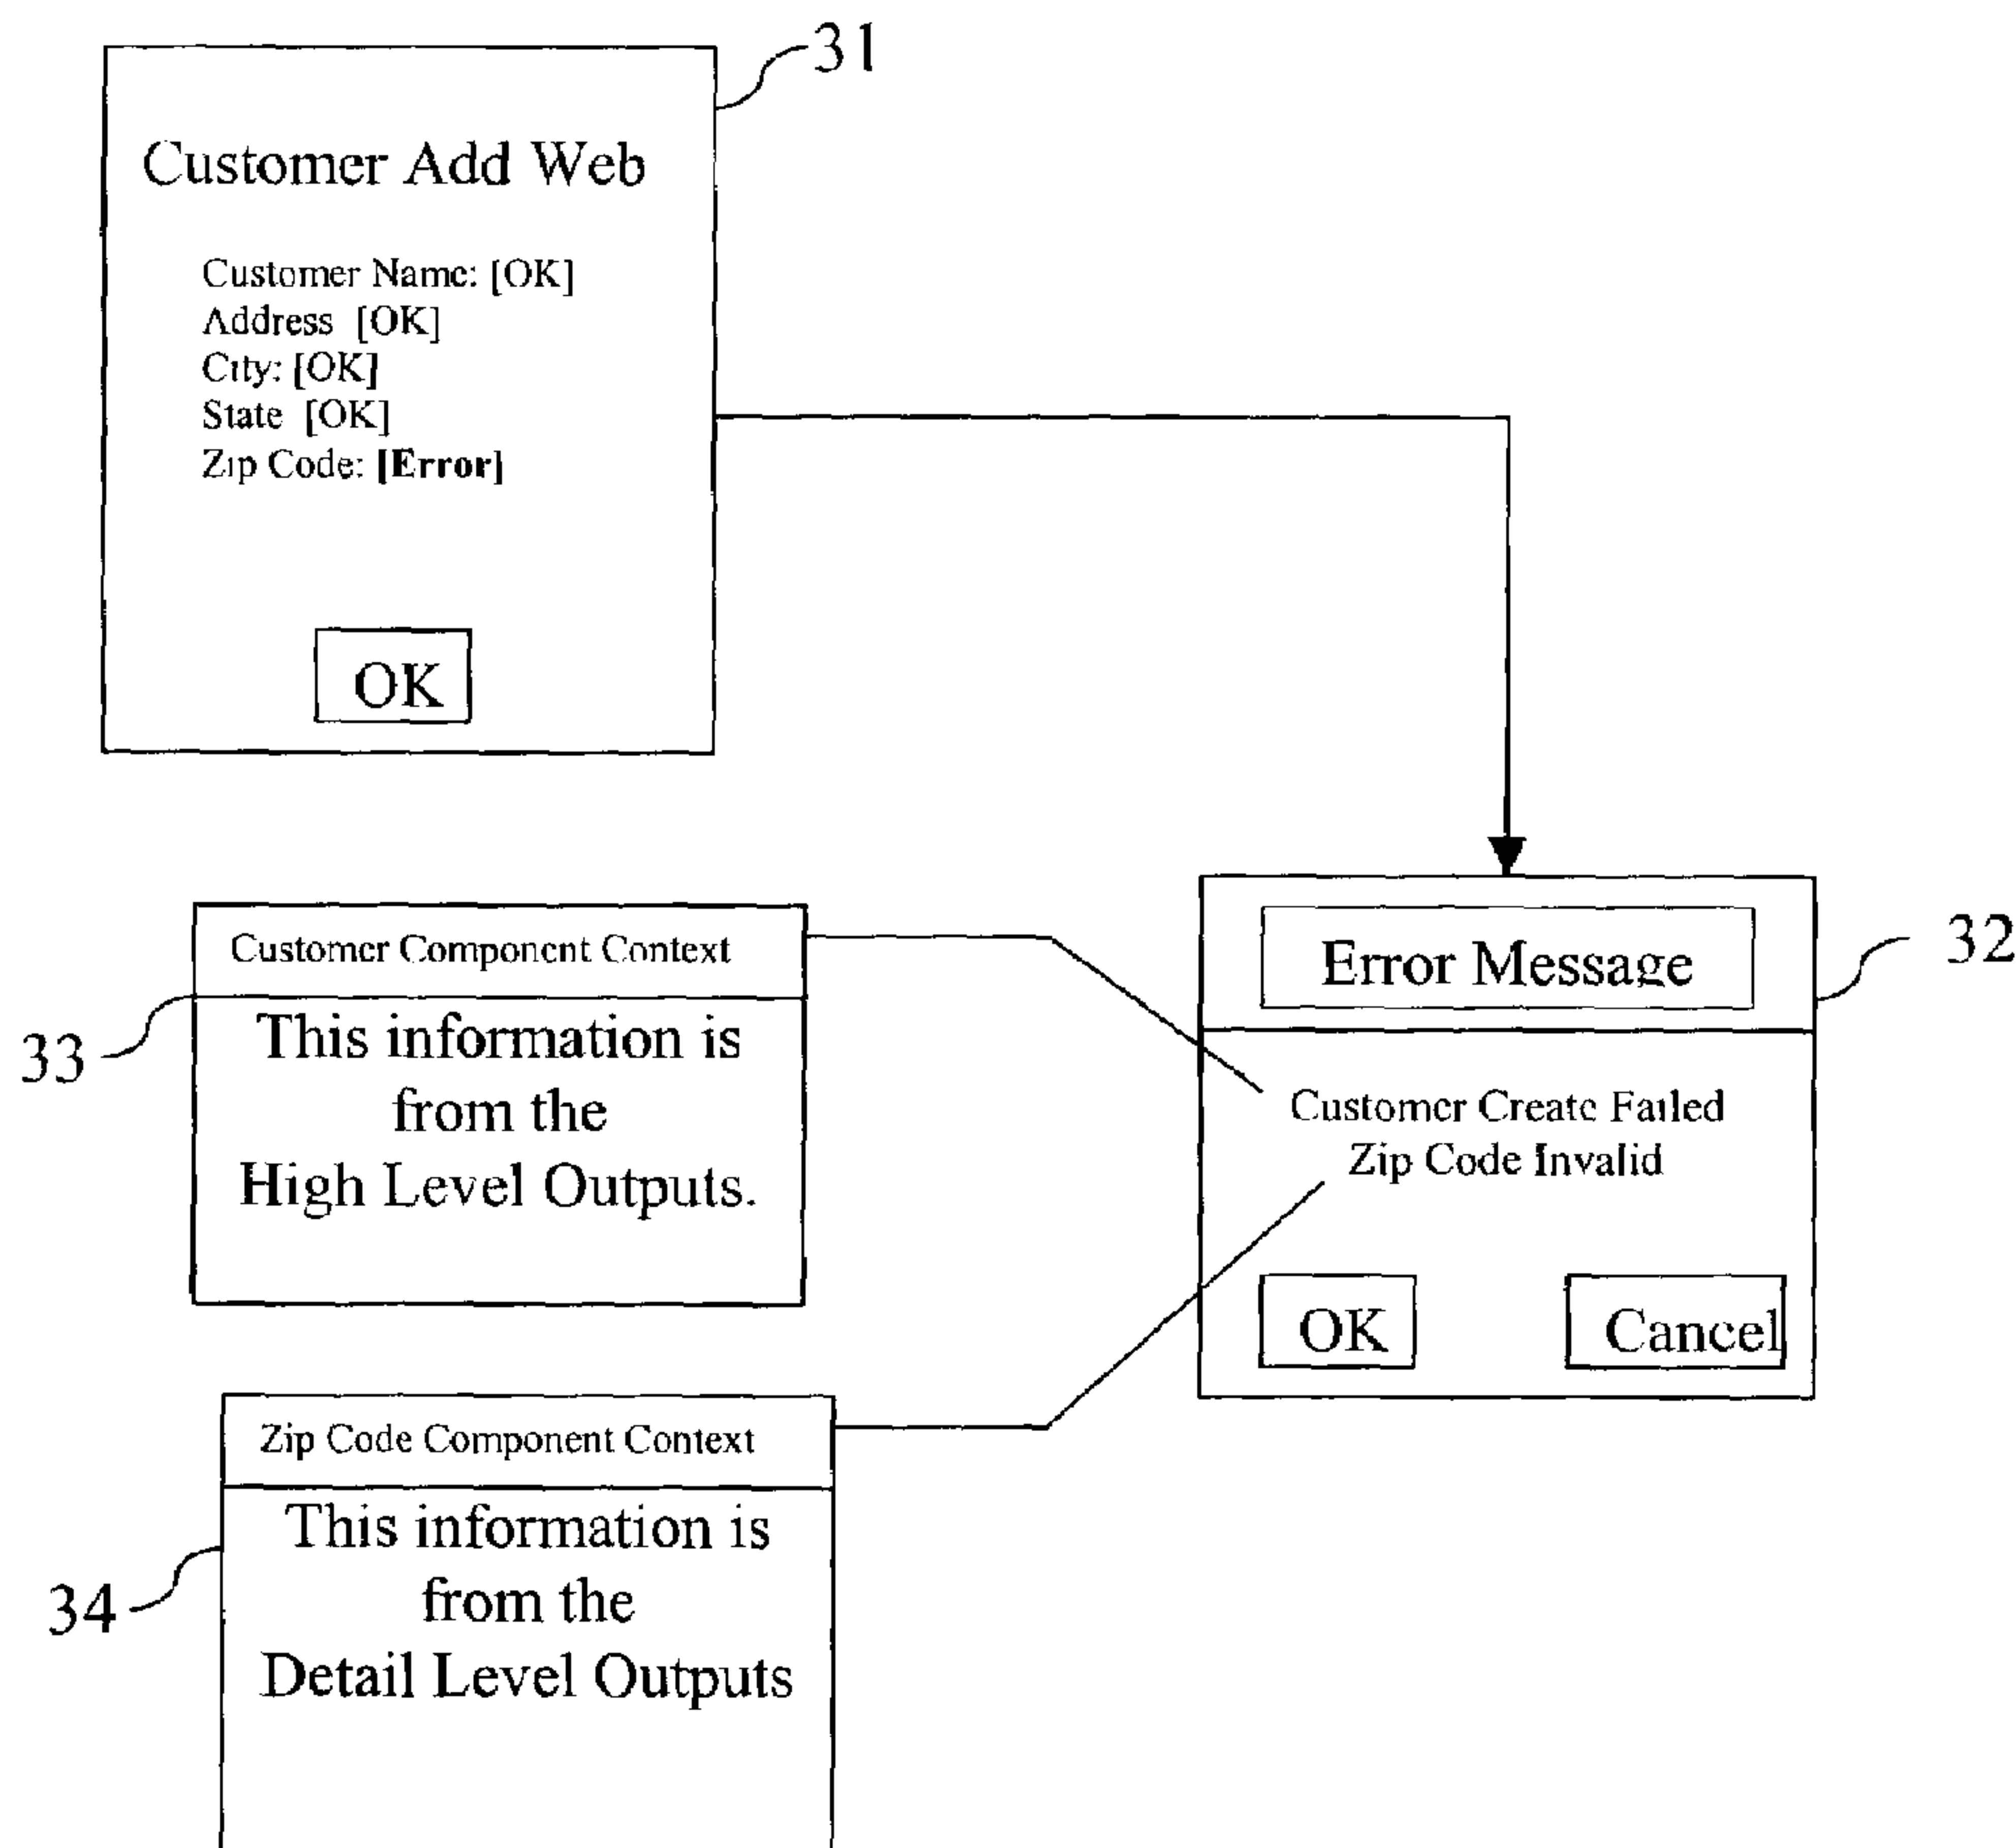 31
Customer Add Web
Customer Name: [OK]
Address [OK]
City: [OK]
State [OK]
Zip Code: [Error]
OK
Customer Component Context
33
This information is
from the
High Level Outputs.
Error Message
32
Customer Create Failed
Zip Code Invalid
OK
Cancel
Zip Code Component Context
34
This information is
from the
Detail Level Outputs